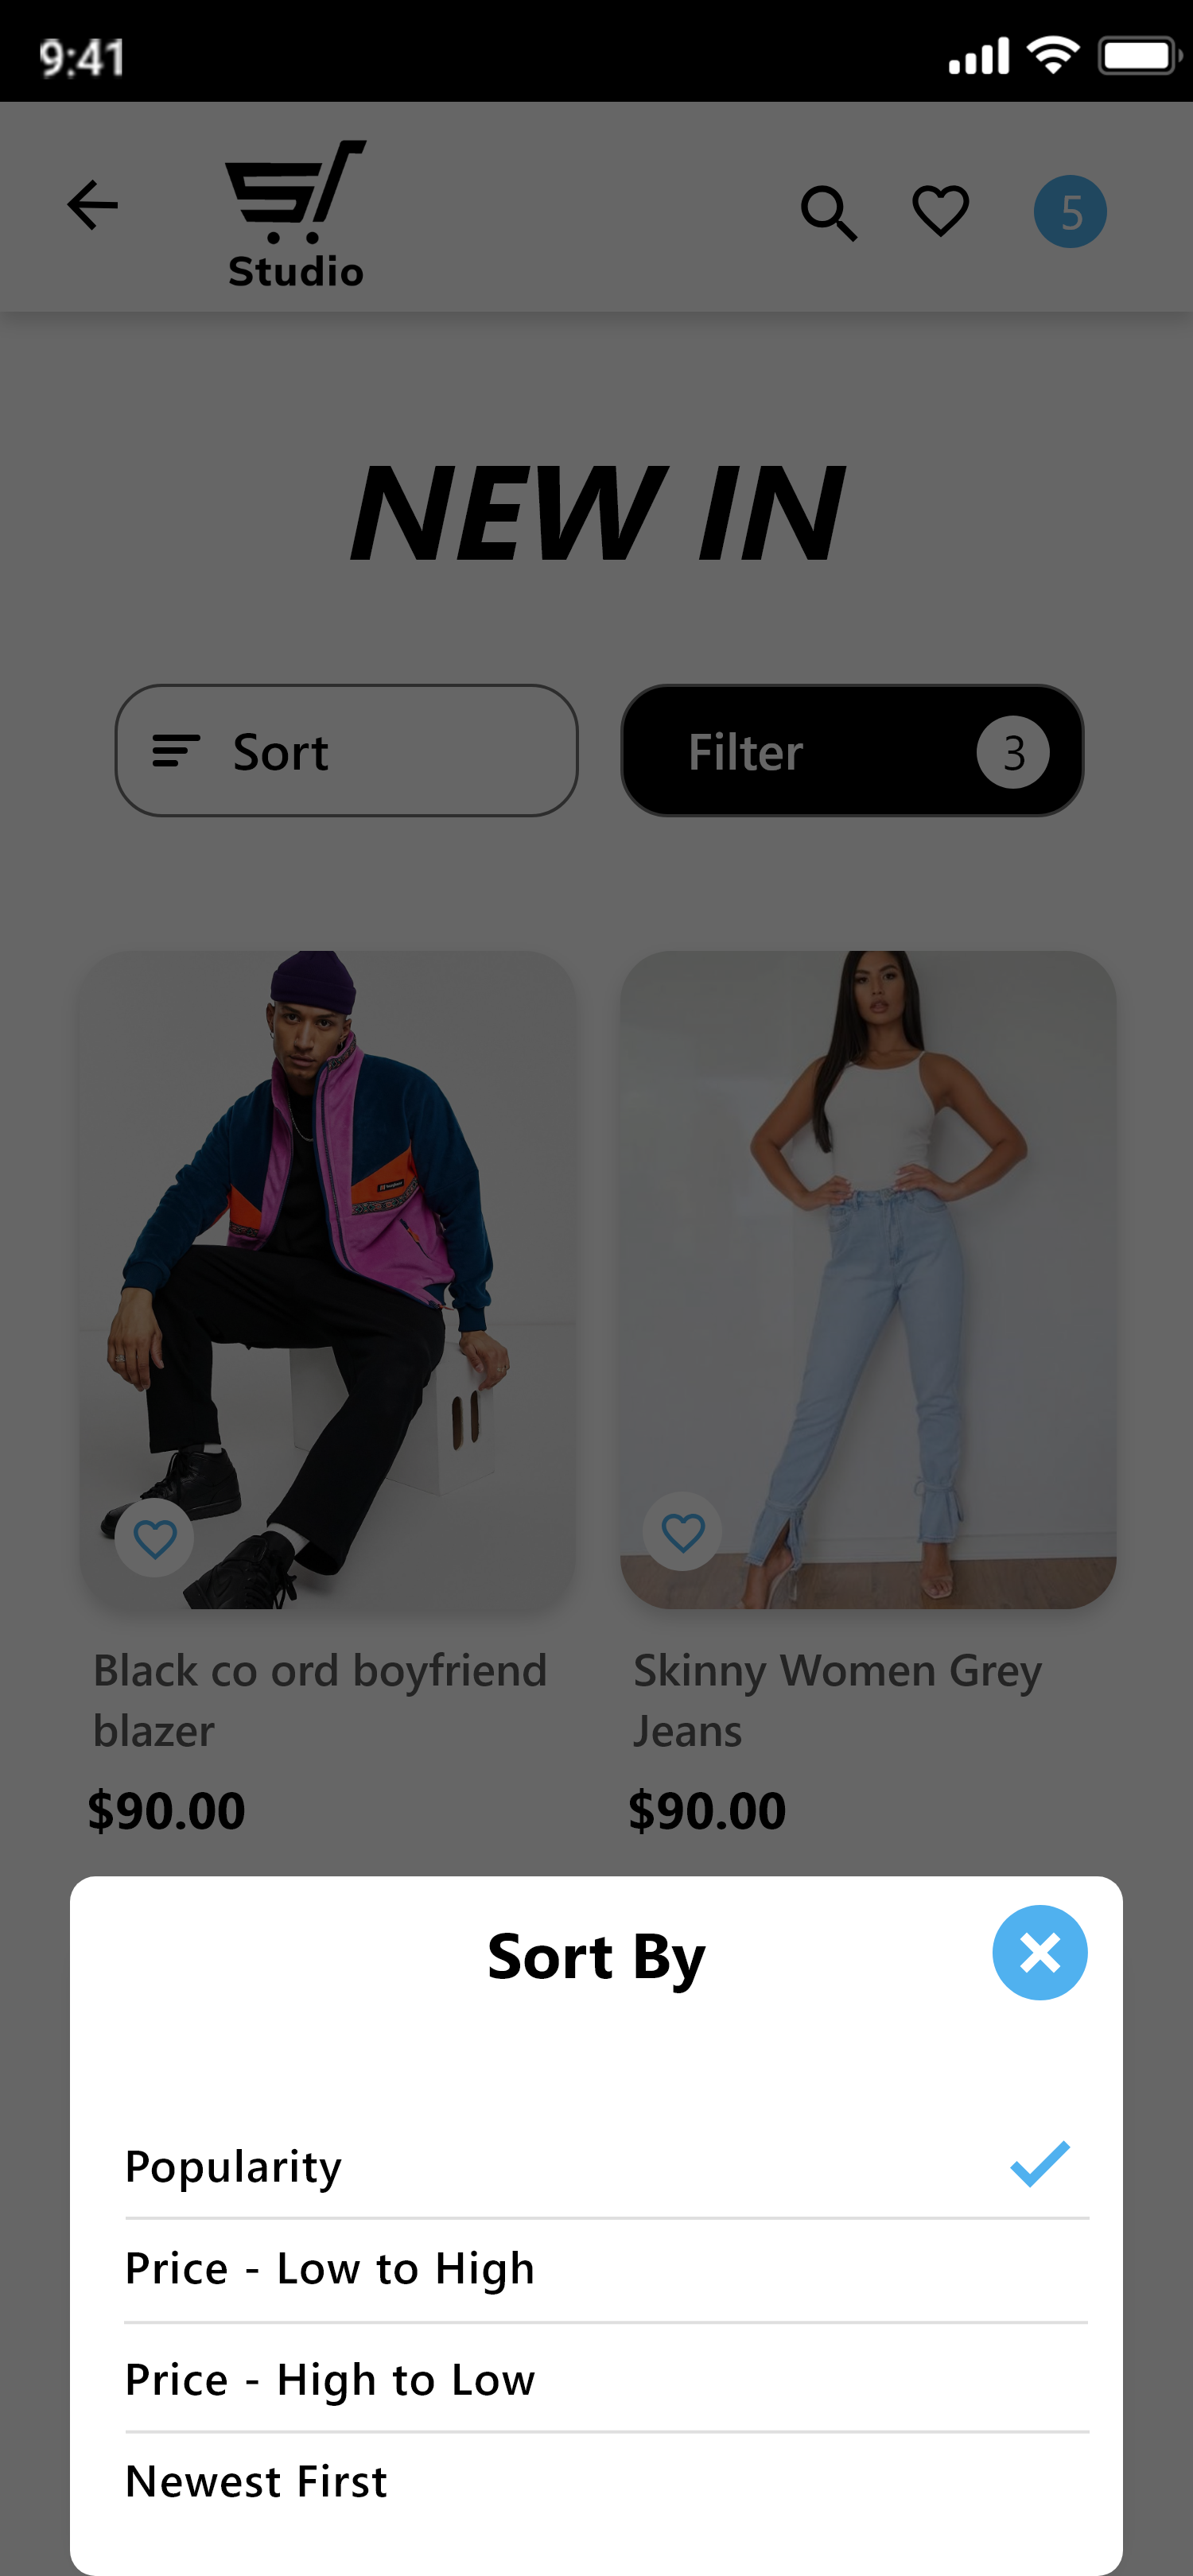 9:41
Studio
5
NEW IN
Sort
Filter
3
Black co ord boyfriend
blazer
$90.00
Skinny Women Grey
Jeans
$90.00
Sort By
Popularity
Price - Low to High
Price - High to Low
Newest First